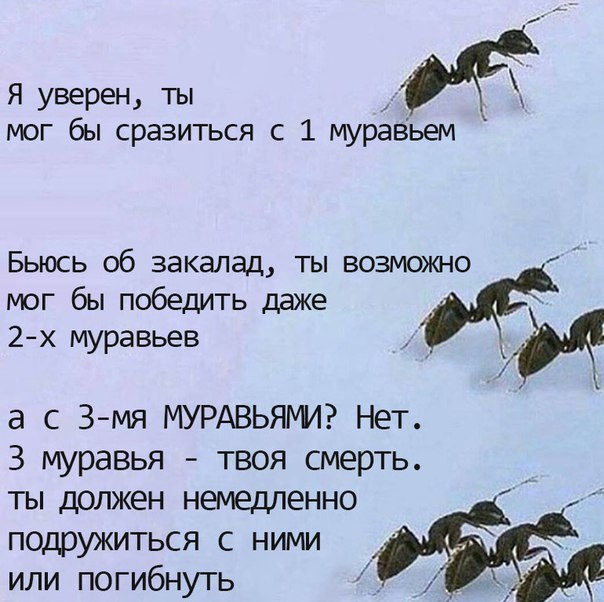 Я уверен, ты
мог бы сразиться с 1 муравьем
Бьюсь об закалад, ты возможно
мог бы победить даже
2-х муравьев
а с 3-мя МУРАВЬЯМИ? Нет.
3 муравья - твоя смерть.
ты должен немедленно
подружиться с ними
или погибнуть